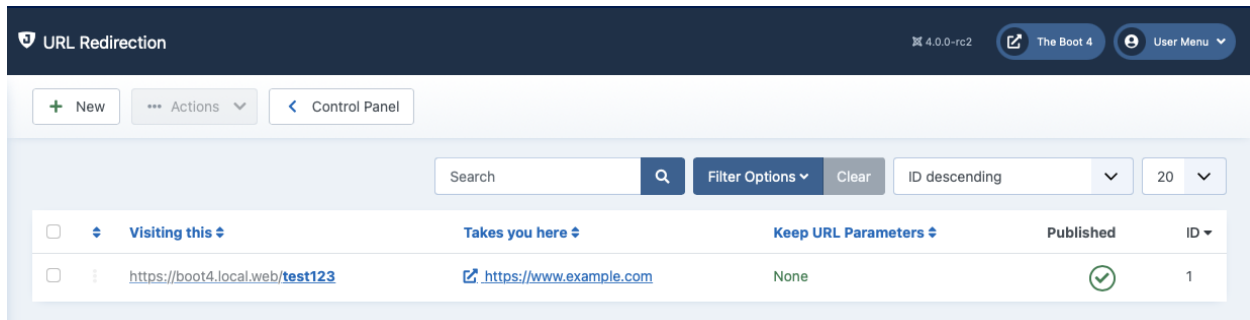 URL Redirection 4.0.0-rc2 The Boot 4 User Menu
New ••• Actions Control Panel
Search Filter Options Clear ID descending 20
Visiting this Takes you here Keep URL Parameters Published ID
https://boot4.local.web/test123 https://www.example.com None 1